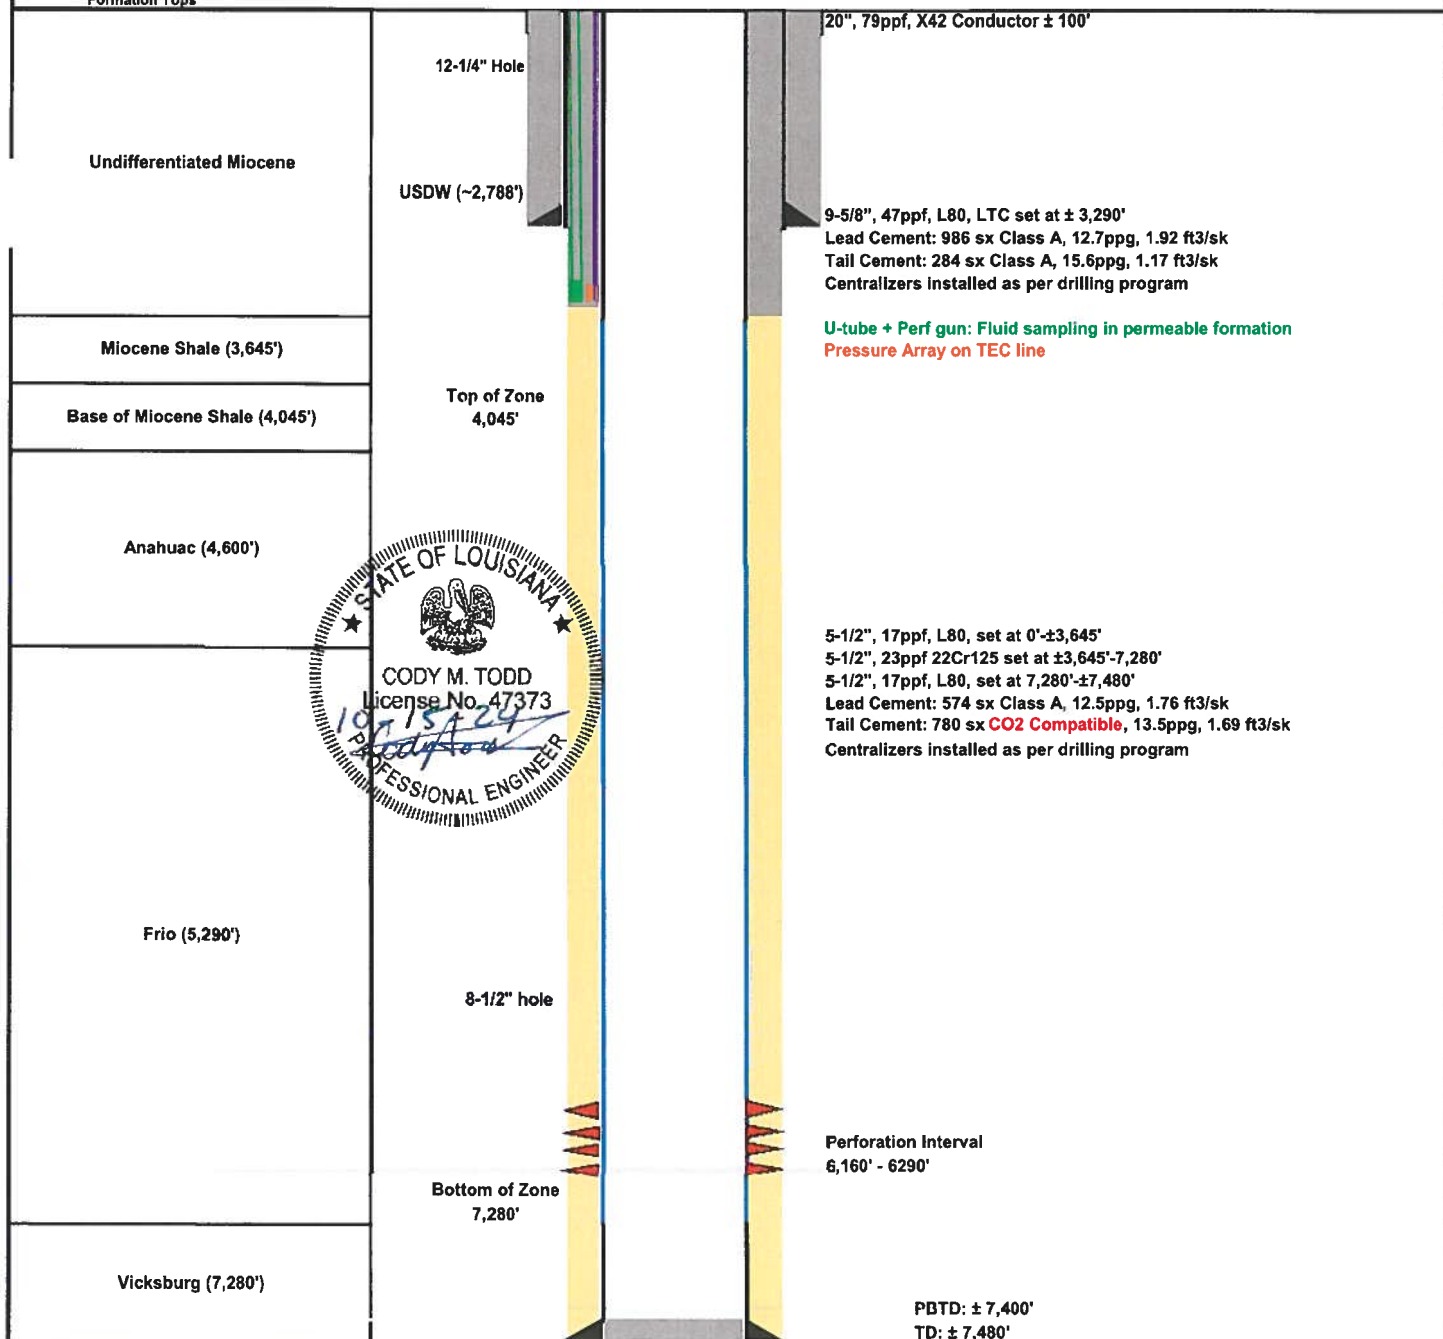 Formation Tops
20", 79ppf, X42 Conductor ± 100'
12-1/4" Hole
Undifferentiated Miocene
USDW (~2,788')
9-5/8", 47ppf, L80, LTC set at ± 3,290'
Lead Cement: 986 sx Class A, 12.7ppg, 1.92 ft3/sk
Tail Cement: 284 sx Class A, 15.6ppg, 1.17 ft3/sk
Centralizers installed as per drilling program
U-tube + Perf gun: Fluid sampling in permeable formation
Pressure Array on TEC line
Miocene Shale (3,645')
Top of Zone
4,045'
Base of Miocene Shale (4,045')
Anahuac (4,600')
STATE OF LOUISIANA
CODY M. TODD
License No. 47373
10-15-24
PROFESSIONAL ENGINEER
5-1/2", 17ppf, L80, set at 0'-±3,645'
5-1/2", 23ppf 22Cr125 set at ±3,645'-7,280'
5-1/2", 17ppf, L80, set at 7,280'-±7,480'
Lead Cement: 574 sx Class A, 12.5ppg, 1.76 ft3/sk
Tail Cement: 780 sx CO2 Compatible, 13.5ppg, 1.69 ft3/sk
Centralizers installed as per drilling program
Frio (5,290')
8-1/2" hole
Perforation Interval
6,160' - 6290'
Bottom of Zone
7,280'
Vicksburg (7,280')
PBTD: ± 7,400'
TD: ± 7,480'